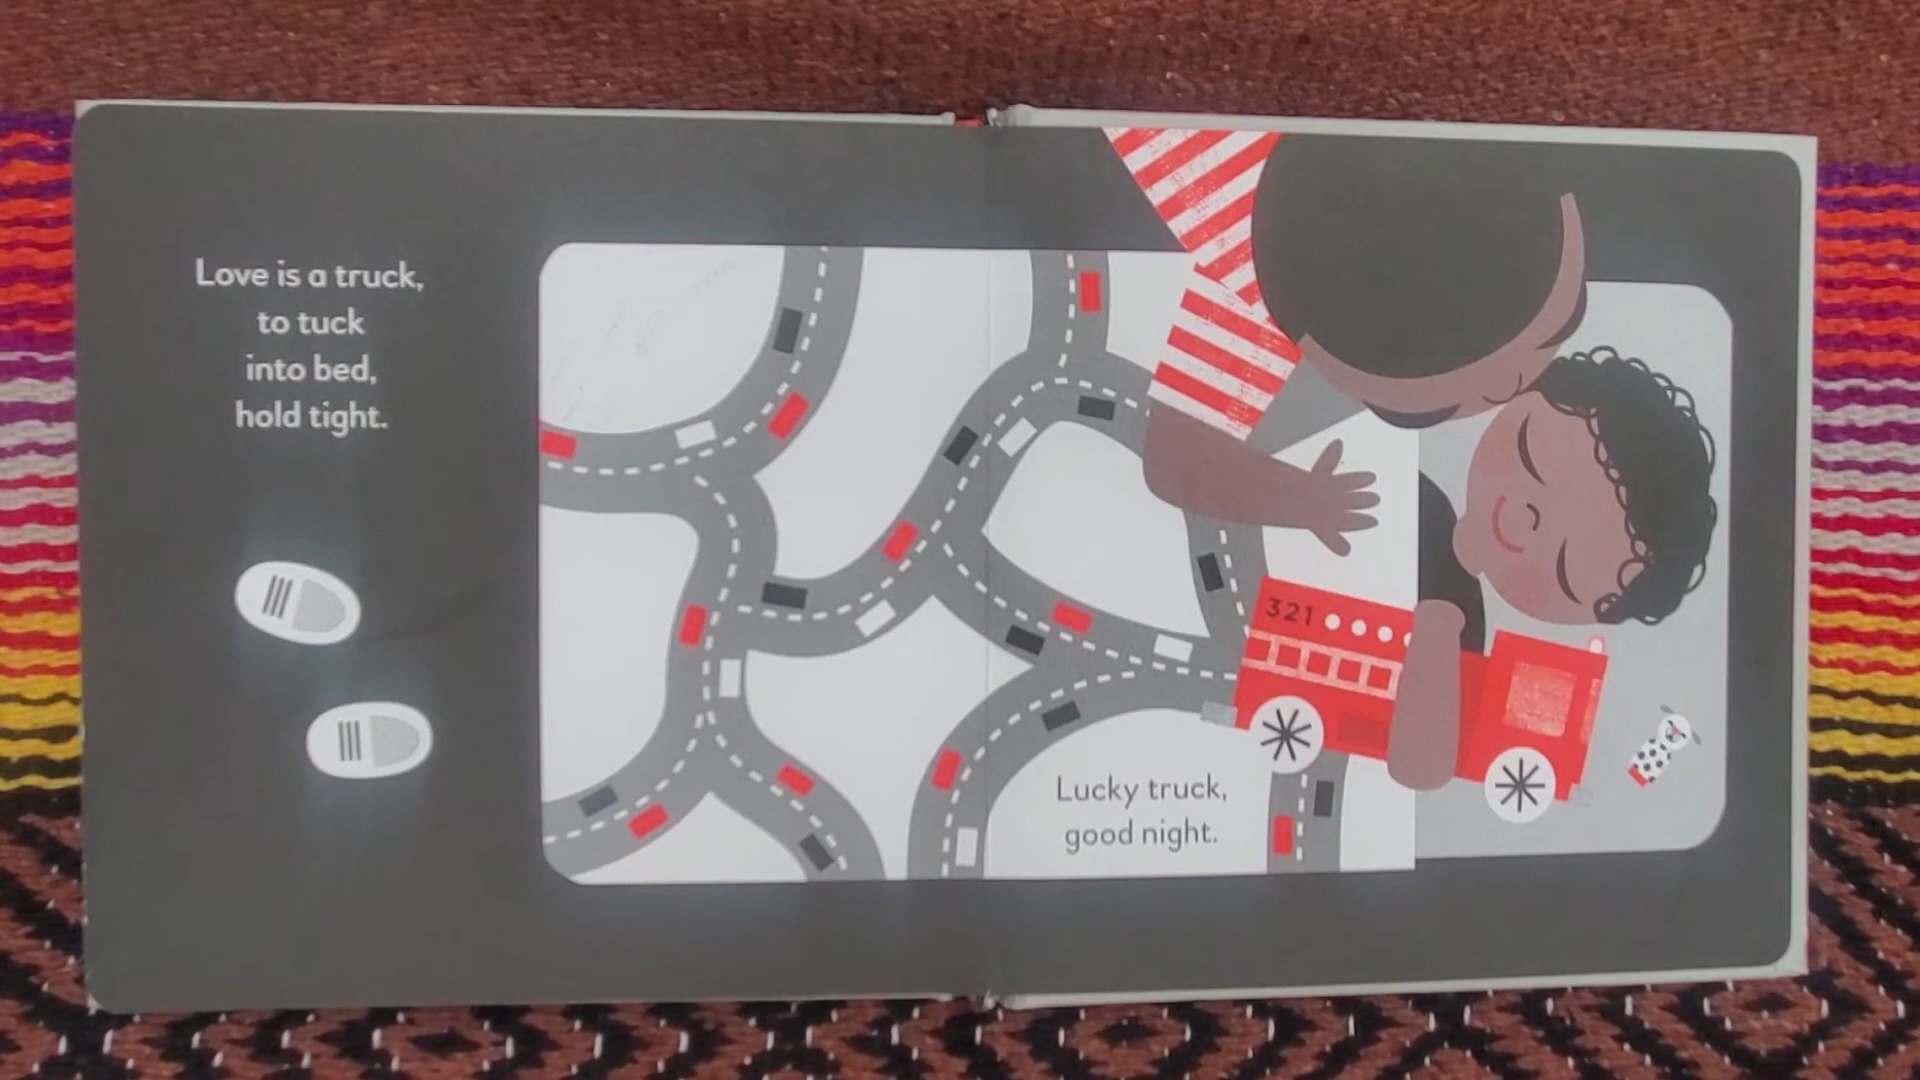 Love is a truck,
to tuck
into bed,
hold tight.
321
Lucky truck,
good night.